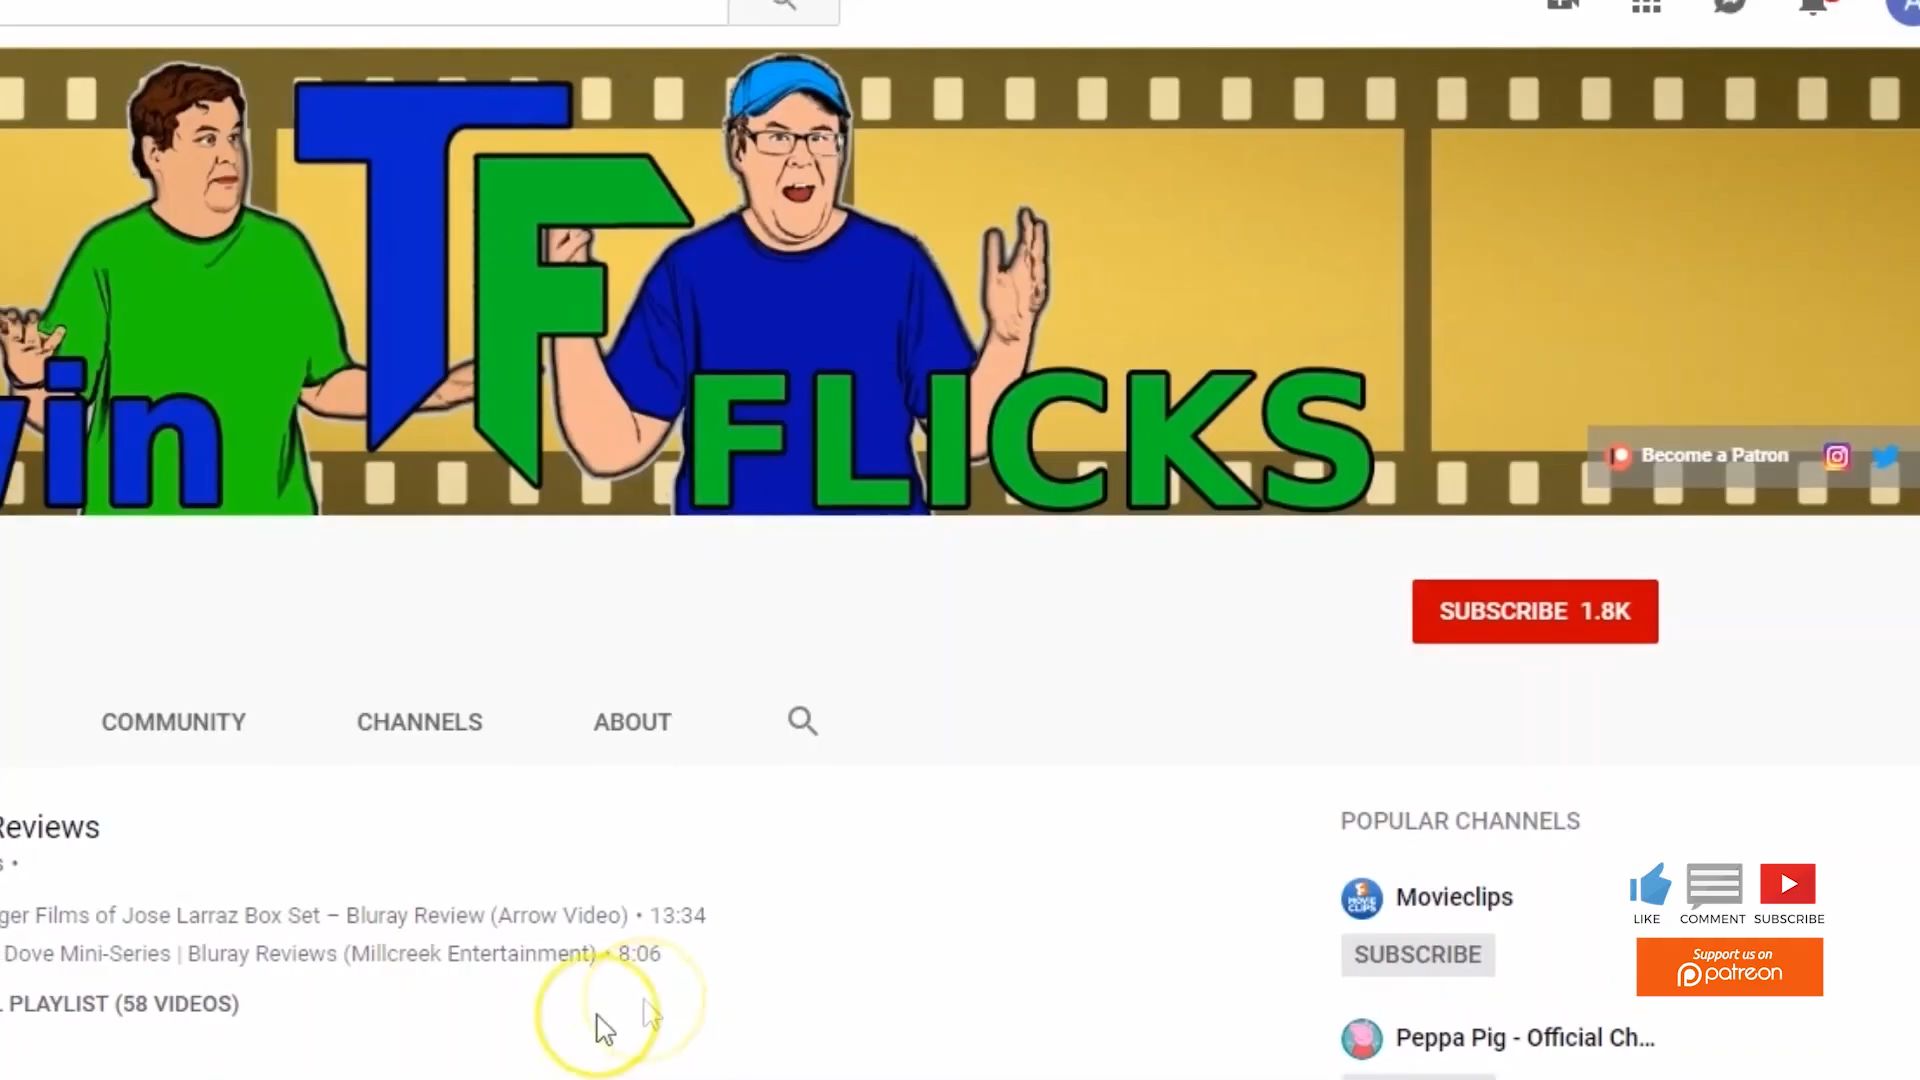 TF
vin FLICKS
Become a Patron
SUBSCRIBE 1.8K
COMMUNITY CHANNELS ABOUT
Reviews
POPULAR CHANNELS
Movieclips
ger Films of Jose Larraz Box Set – Bluray Review (Arrow Video) • 13:34
Dove Mini-Series | Bluray Reviews (Millcreek Entertainment) • 8:06
SUBSCRIBE
PLAYLIST (58 VIDEOS)
Peppa Pig - Official Ch...
LIKE COMMENT SUBSCRIBE
Support us on
patreon